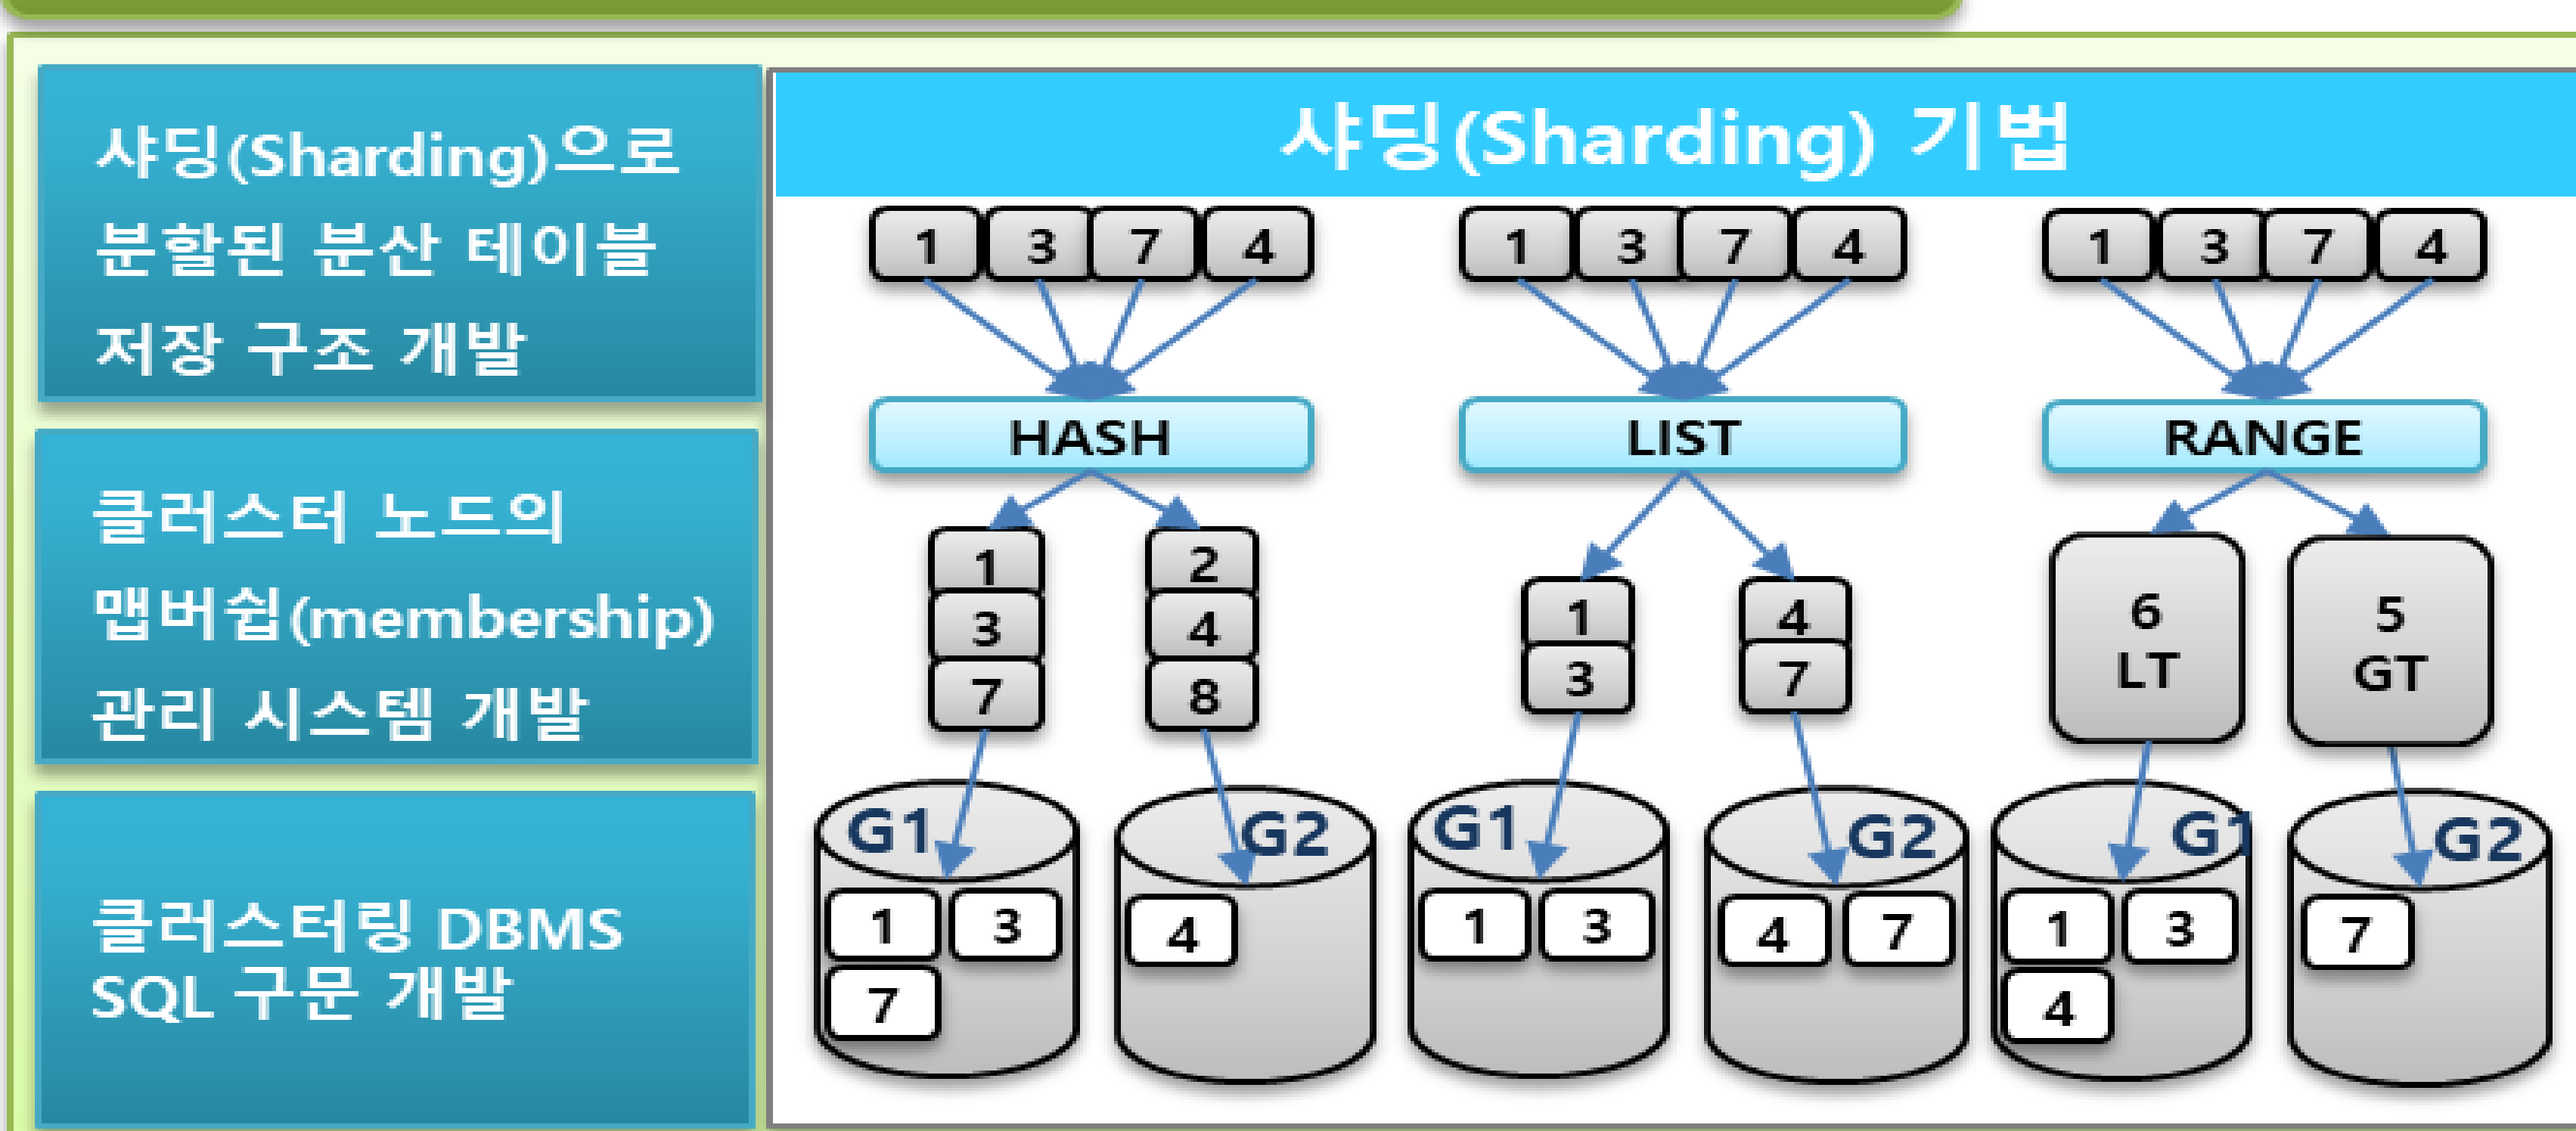 샤딩(Sharding)으로
분할된 분산 테이블
저장 구조 개발
클러스터 노드의
맵버쉽(membership)
관리 시스템 개발
클러스터링 DBMS
SQL 구문 개발
샤딩(Sharding) 기법
1 3 7 4
HASH
1
3
7
2
4
8
G1
1 3
7
G2
4
1 3 7 4
LIST
1
3
4
7
G1
1 3
G2
4 7
1 3 7 4
RANGE
6
LT
5
GT
G1
1 3
4
G2
7